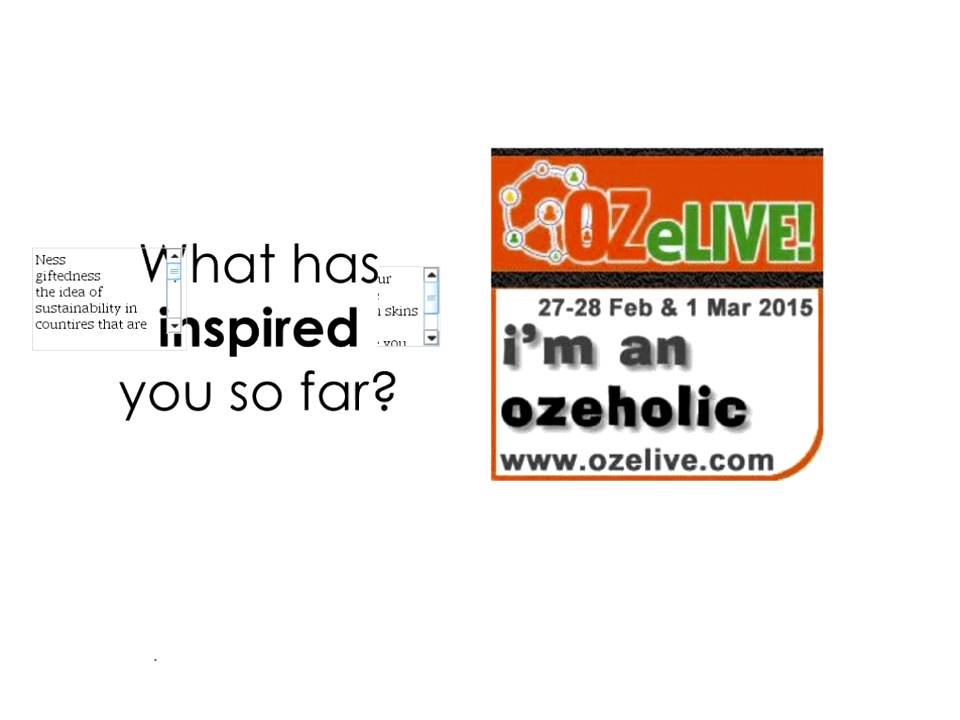 What has
inspired
you so far?
Ness
giftedness
the idea of
sustainability in
countires that are
ur
skins
you
OZeLIVE!
27-28 Feb & 1 Mar 2015
i'm an
ozeholic
www.ozelive.com